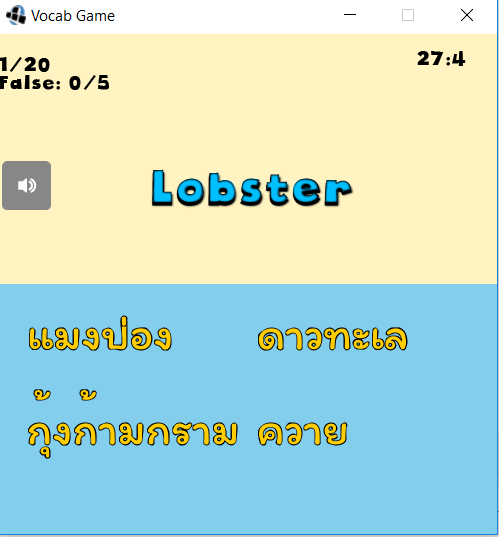 Vocab Game
1/20
27:4
False: 0/5
Lobster
แมงป่อง ดาวทะเล
กุ้งก้ามกราม ควาย